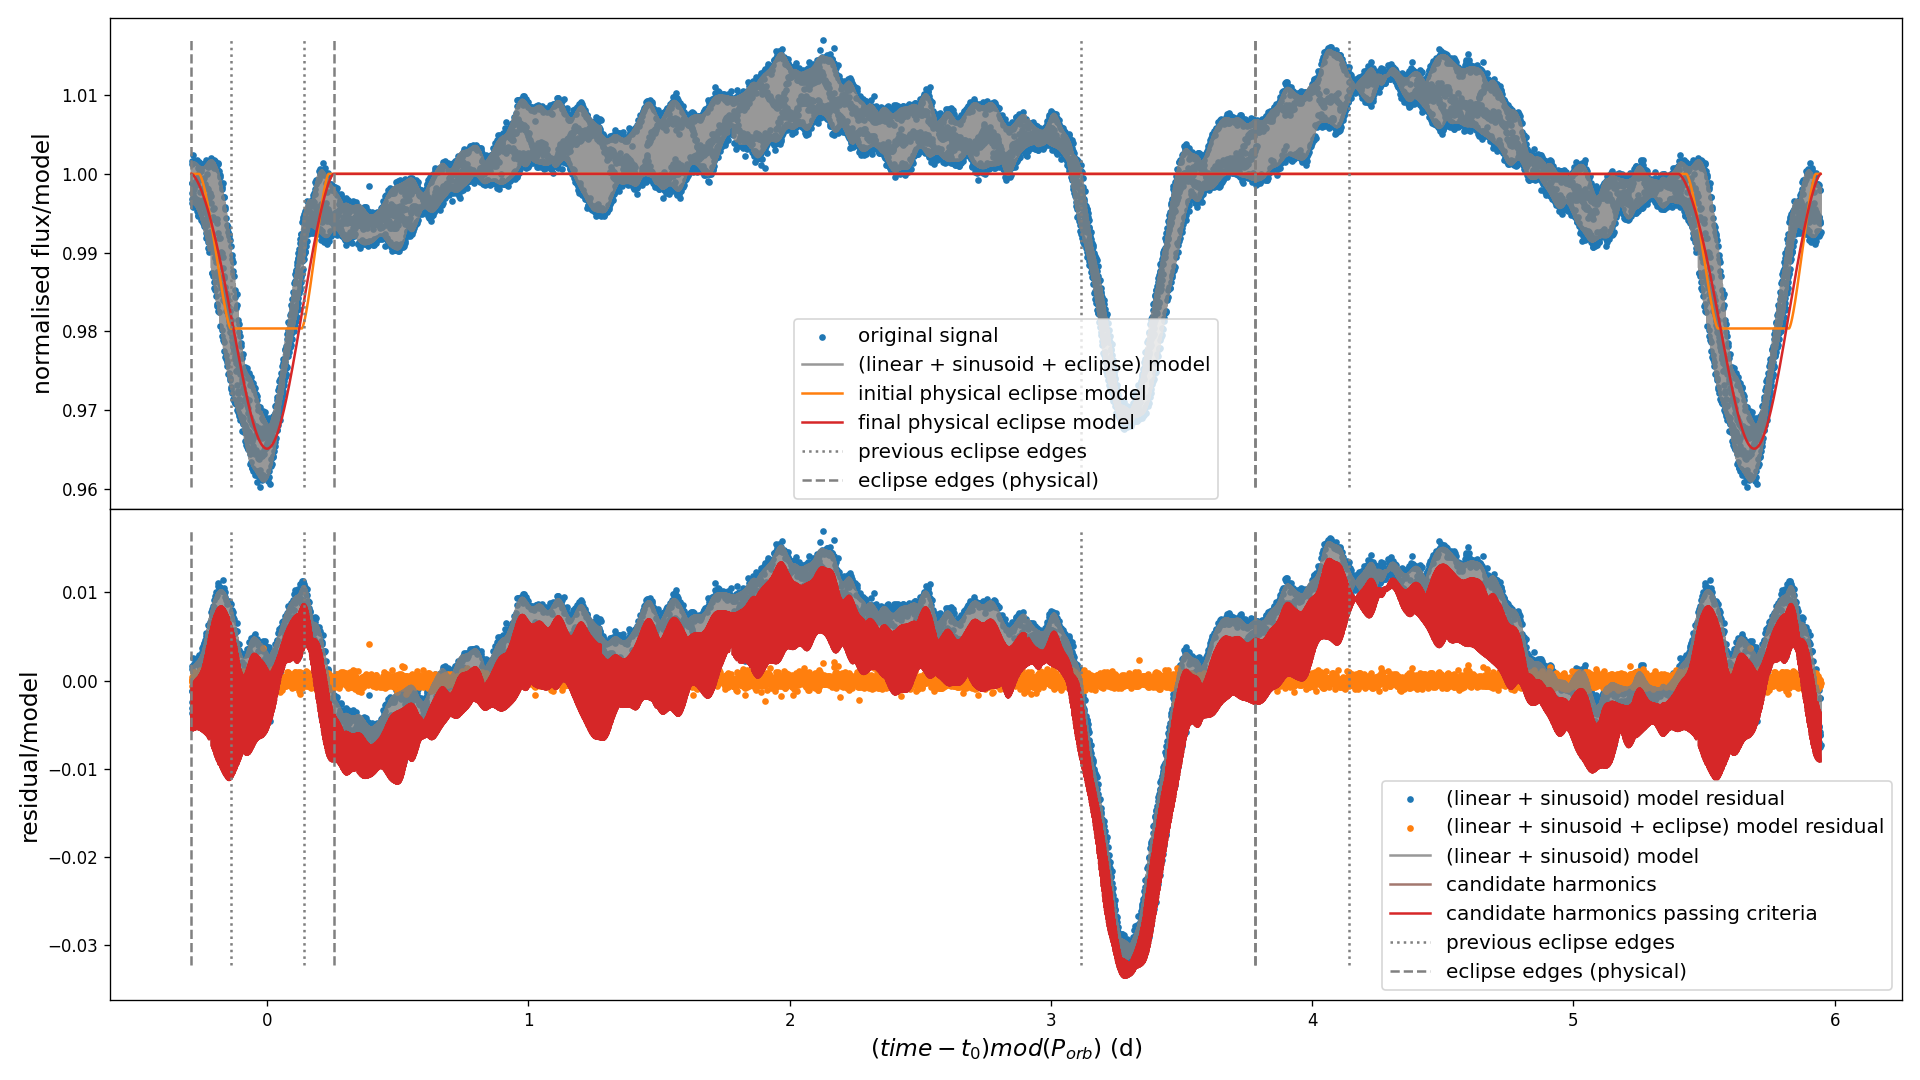 normalised flux/model
1.01
1.00
0.99
0.98
0.97
0.96
original signal
(linear + sinusoid + eclipse) model
initial physical eclipse model
final physical eclipse model
previous eclipse edges
eclipse edges (physical)
residual/model
0.01
0.00
−0.01
−0.02
−0.03
(linear + sinusoid) model residual
(linear + sinusoid + eclipse) model residual
(linear + sinusoid) model
candidate harmonics
candidate harmonics passing criteria
previous eclipse edges
eclipse edges (physical)
0 1 2 3 4 5 6
(time − t₀)mod(P_orb) (d)